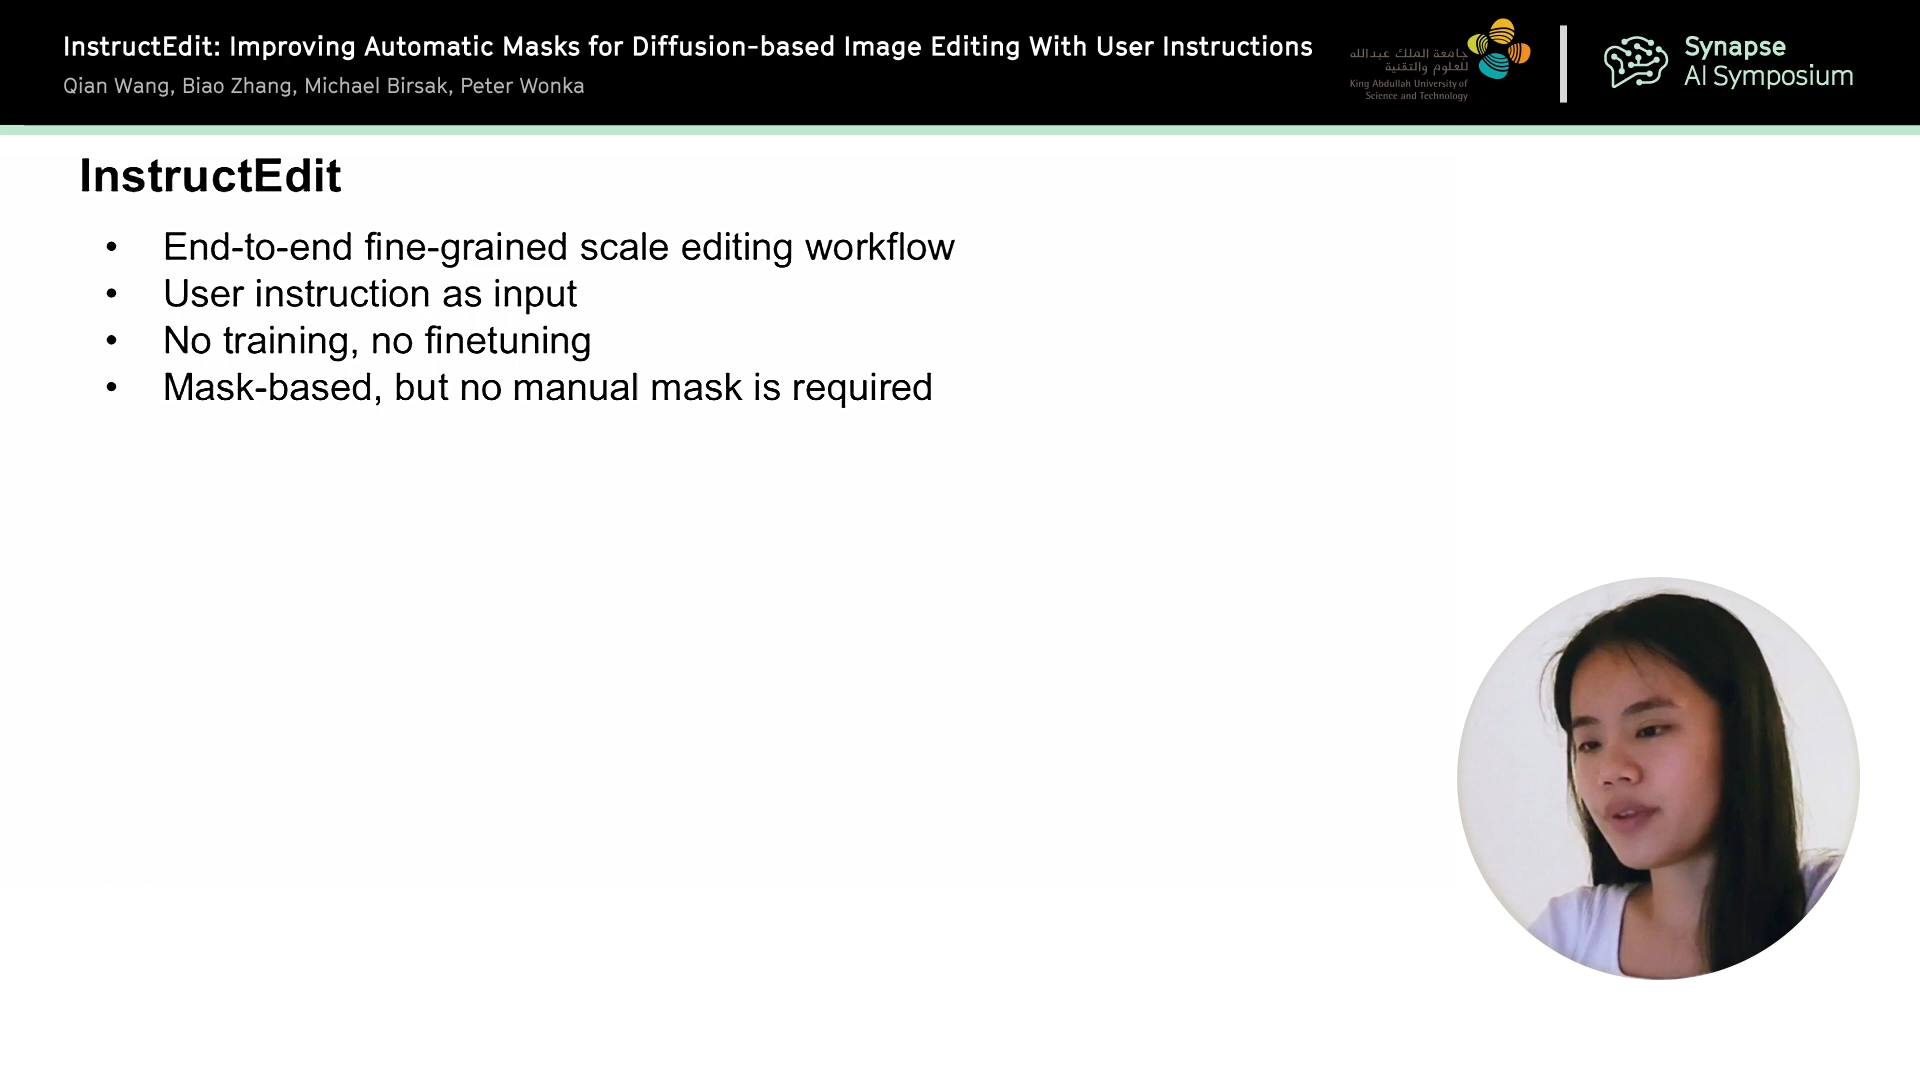 InstructEdit: Improving Automatic Masks for Diffusion-based Image Editing With User Instructions
Qian Wang, Biao Zhang, Michael Birsak, Peter Wonka
جامعة الملك عبدالله
للعلوم والتقنية
King Abdullah University of
Science and Technology
Synapse
AI Symposium
InstructEdit
• End-to-end fine-grained scale editing workflow
• User instruction as input
• No training, no finetuning
• Mask-based, but no manual mask is required